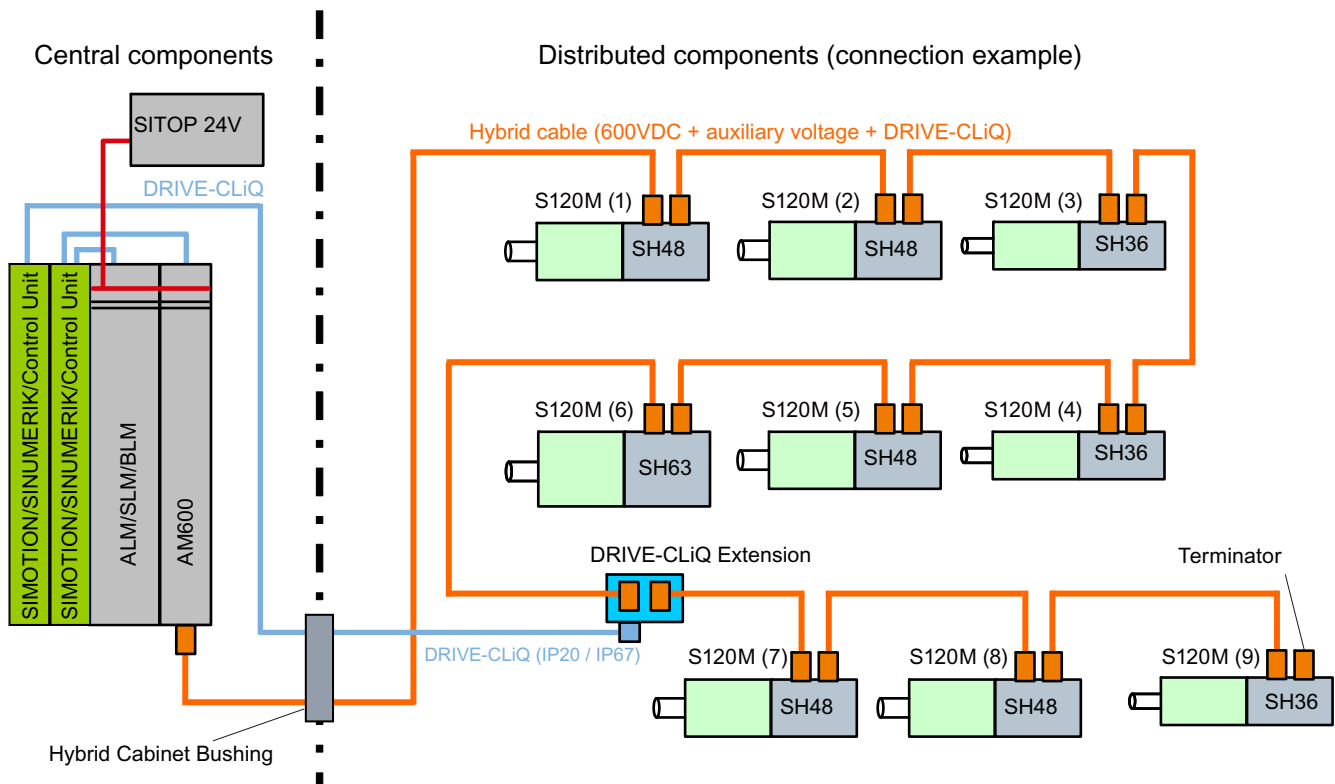 Central components
Distributed components (connection example)
SITOP 24V
Hybrid cable (600VDC + auxiliary voltage + DRIVE-CLiQ)
DRIVE-CLiQ
S120M (1)
SH48
S120M (2)
SH48
S120M (3)
SH36
SIMOTION/SINUMERIK/Control Unit
SIMOTION/SINUMERIK/Control Unit
ALM/SLM/BLM
AM600
S120M (6)
SH63
S120M (5)
SH48
S120M (4)
SH36
DRIVE-CLiQ Extension
Terminator
DRIVE-CLiQ (IP20 / IP67)
S120M (7)
SH48
S120M (8)
SH48
S120M (9)
SH36
Hybrid Cabinet Bushing